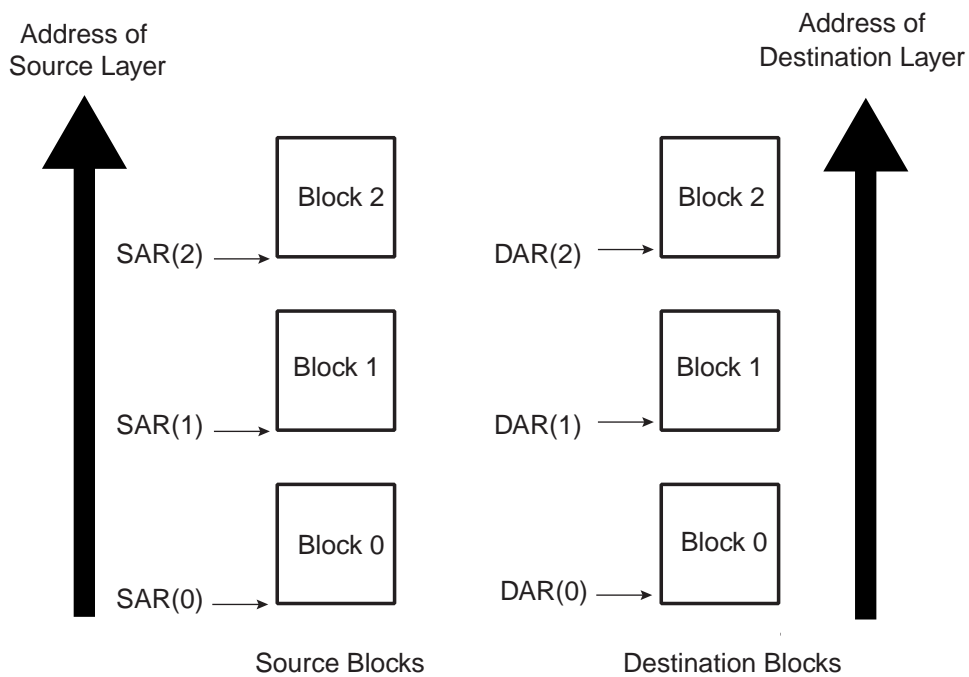 Address of
Source Layer
Address of
Destination Layer
Block 2
Block 2
SAR(2)
DAR(2)
Block 1
Block 1
SAR(1)
DAR(1)
Block 0
Block 0
SAR(0)
DAR(0)
Source Blocks
Destination Blocks